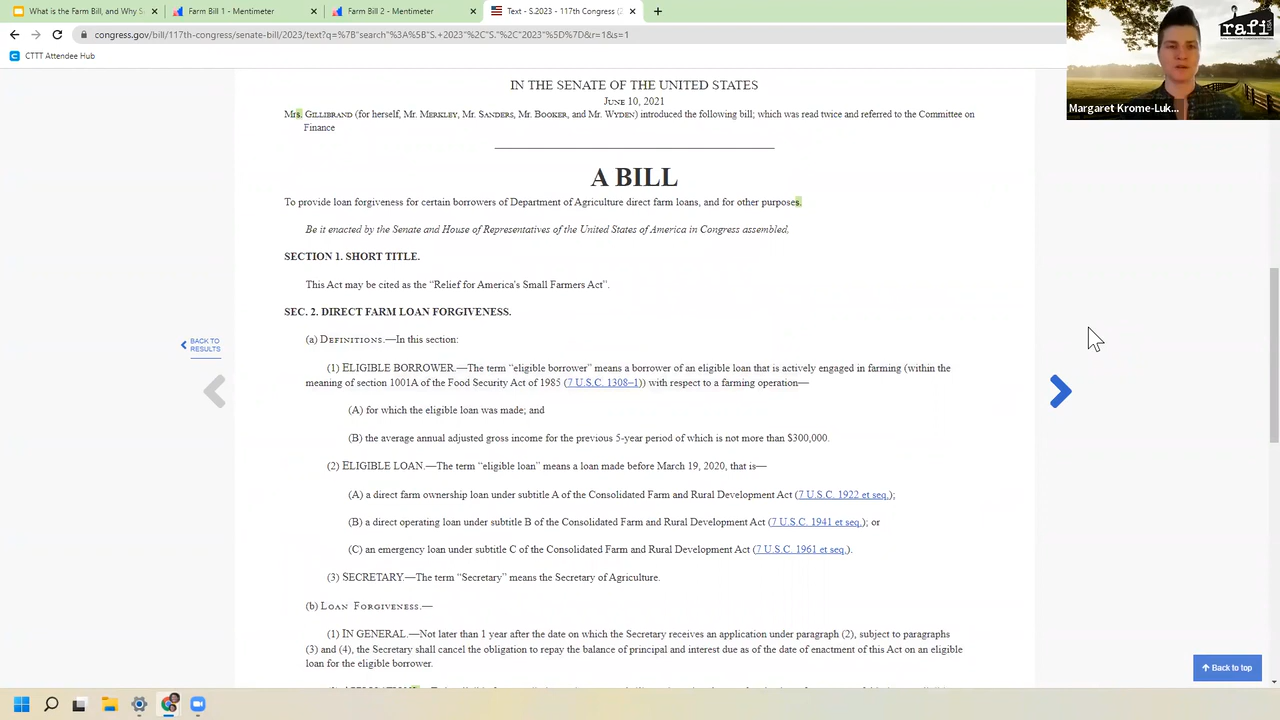 What is the Farm Bill, and Why S
Farm Bill 1 - Mentimeter
Farm Bill 2 - Mentimeter
Text - S.2023 - 117th Congress (
congress.gov/bill/117th-congress/senate-bill/2023/text?q=%7B"search"%3A%5B"S.+2023"%2C"S."%2C"2023"%5D%7D&r=1&s=1
CTTT Attendee Hub
rafi
USA
Margaret Krome-Luk...
IN THE SENATE OF THE UNITED STATES
June 10, 2021
Mrs. Gillibrand (for herself, Mr. Merkley, Mr. Sanders, Mr. Booker, and Mr. Wyden) introduced the following bill; which was read twice and referred to the Committee on
Finance
A BILL
To provide loan forgiveness for certain borrowers of Department of Agriculture direct farm loans, and for other purposes.
Be it enacted by the Senate and House of Representatives of the United States of America in Congress assembled,
SECTION 1. SHORT TITLE.
This Act may be cited as the “Relief for America's Small Farmers Act”.
SEC. 2. DIRECT FARM LOAN FORGIVENESS.
(a) Definitions.—In this section:
(1) ELIGIBLE BORROWER.—The term “eligible borrower” means a borrower of an eligible loan that is actively engaged in farming (within the
meaning of section 1001A of the Food Security Act of 1985 (7 U.S.C. 1308–1)) with respect to a farming operation—
BACK TO
RESULTS
(A) for which the eligible loan was made; and
(B) the average annual adjusted gross income for the previous 5-year period of which is not more than $300,000.
(2) ELIGIBLE LOAN.—The term “eligible loan” means a loan made before March 19, 2020, that is—
(A) a direct farm ownership loan under subtitle A of the Consolidated Farm and Rural Development Act (7 U.S.C. 1922 et seq.);
(B) a direct operating loan under subtitle B of the Consolidated Farm and Rural Development Act (7 U.S.C. 1941 et seq.); or
(C) an emergency loan under subtitle C of the Consolidated Farm and Rural Development Act (7 U.S.C. 1961 et seq.).
(3) SECRETARY.—The term “Secretary” means the Secretary of Agriculture.
(b) Loan Forgiveness.—
(1) IN GENERAL.—Not later than 1 year after the date on which the Secretary receives an application under paragraph (2), subject to paragraphs
(3) and (4), the Secretary shall cancel the obligation to repay the balance of principal and interest due as of the date of enactment of this Act on an eligible
loan for the eligible borrower.
Back to top